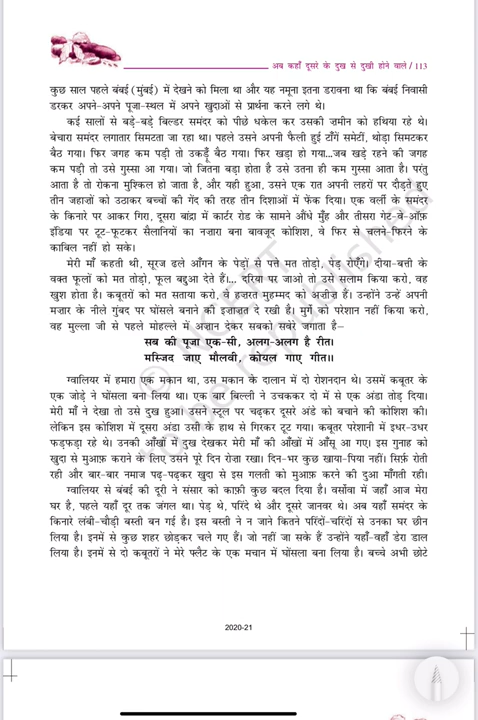 अब कहाँ दूसरे के दुख से दुखी होने वाले/113
कुछ साल पहले बंबई (मुंबई) में देखने को मिला था और यह नमूना इतना डरावना था कि बंबई निवासी
डरकर अपने-अपने पूजा-स्थल में अपने खुदाओं से प्रार्थना करने लगे थे।
कई सालों से बड़े-बड़े बिल्डर समंदर को पीछे धकेल कर उसकी ज़मीन को हथिया रहे थे।
बेचारा समंदर लगातार सिमटता जा रहा था। पहले उसने अपनी फैली हुई टाँगें समेटीं, थोड़ा सिमटकर
बैठ गया। फिर जगह कम पड़ी तो उकड़ूँ बैठ गया। फिर खड़ा हो गया...जब खड़े रहने की जगह
कम पड़ी तो उसे गुस्सा आ गया। जो जितना बड़ा होता है उसे उतना ही कम गुस्सा आता है। परंतु
आता है तो रोकना मुश्किल हो जाता है, और यही हुआ, उसने एक रात अपनी लहरों पर दौड़ते हुए
तीन जहाज़ों को उठाकर बच्चों की गेंद की तरह तीन दिशाओं में फेंक दिया। एक वर्ली के समंदर
के किनारे पर आकर गिरा, दूसरा बांद्रा में कार्टर रोड के सामने औंधे मुँह और तीसरा गेट-वे-ऑफ़
इंडिया पर टूट-फूटकर सैलानियों का नज़ारा बना बावजूद कोशिश, वे फिर से चलने-फिरने के
काबिल नहीं हो सके।
मेरी माँ कहती थी, सूरज ढले आँगन के पेड़ों से पत्ते मत तोड़ो, पेड़ रोएँगे। दीया-बत्ती के
वक्त फूलों को मत तोड़ो, फूल बद्दुआ देते हैं।... दरिया पर जाओ तो उसे सलाम किया करो, वह
खुश होता है। कबूतरों को मत सताया करो, वे हज़रत मुहम्मद को अज़ीज़ हैं। उन्होंने उन्हें अपनी
मज़ार के नीले गुंबद पर घोंसले बनाने की इजाज़त दे रखी है। मुर्गे को परेशान नहीं किया करो,
वह मुल्ला जी से पहले मोहल्ले में अज़ान देकर सबको सवेरे जगाता है–
सब की पूजा एक-सी, अलग-अलग है रीत।
मस्जिद जाए मौलवी, कोयल गाए गीत।।
ग्वालियर में हमारा एक मकान था, उस मकान के दालान में दो रोशनदान थे। उसमें कबूतर के
एक जोड़े ने घोंसला बना लिया था। एक बार बिल्ली ने उचककर दो में से एक अंडा तोड़ दिया।
मेरी माँ ने देखा तो उसे दुख हुआ। उसने स्टूल पर चढ़कर दूसरे अंडे को बचाने की कोशिश की।
लेकिन इस कोशिश में दूसरा अंडा उसी के हाथ से गिरकर टूट गया। कबूतर परेशानी में इधर-उधर
फड़फड़ा रहे थे। उनकी आँखों में दुख देखकर मेरी माँ की आँखों में आँसू आ गए। इस गुनाह को
खुदा से मुआफ़ कराने के लिए उसने पूरे दिन रोज़ा रखा। दिन-भर कुछ खाया-पिया नहीं। सिर्फ़ रोती
रही और बार-बार नमाज़ पढ़-पढ़कर खुदा से इस गलती को मुआफ़ करने की दुआ माँगती रही।
ग्वालियर से बंबई की दूरी ने संसार को काफ़ी कुछ बदल दिया है। वर्सोवा में जहाँ आज मेरा
घर है, पहले यहाँ दूर तक जंगल था। पेड़ थे, परिंदे थे और दूसरे जानवर थे। अब यहाँ समंदर के
किनारे लंबी-चौड़ी बस्ती बन गई है। इस बस्ती ने न जाने कितने परिंदों-चरिंदों से उनका घर छीन
लिया है। इनमें से कुछ शहर छोड़कर चले गए हैं। जो नहीं जा सके हैं उन्होंने यहाँ-वहाँ डेरा डाल
लिया है। इनमें से दो कबूतरों ने मेरे फ्लैट के एक मचान में घोंसला बना लिया है। बच्चे अभी छोटे
© NCERT
not to be republished
2020-21